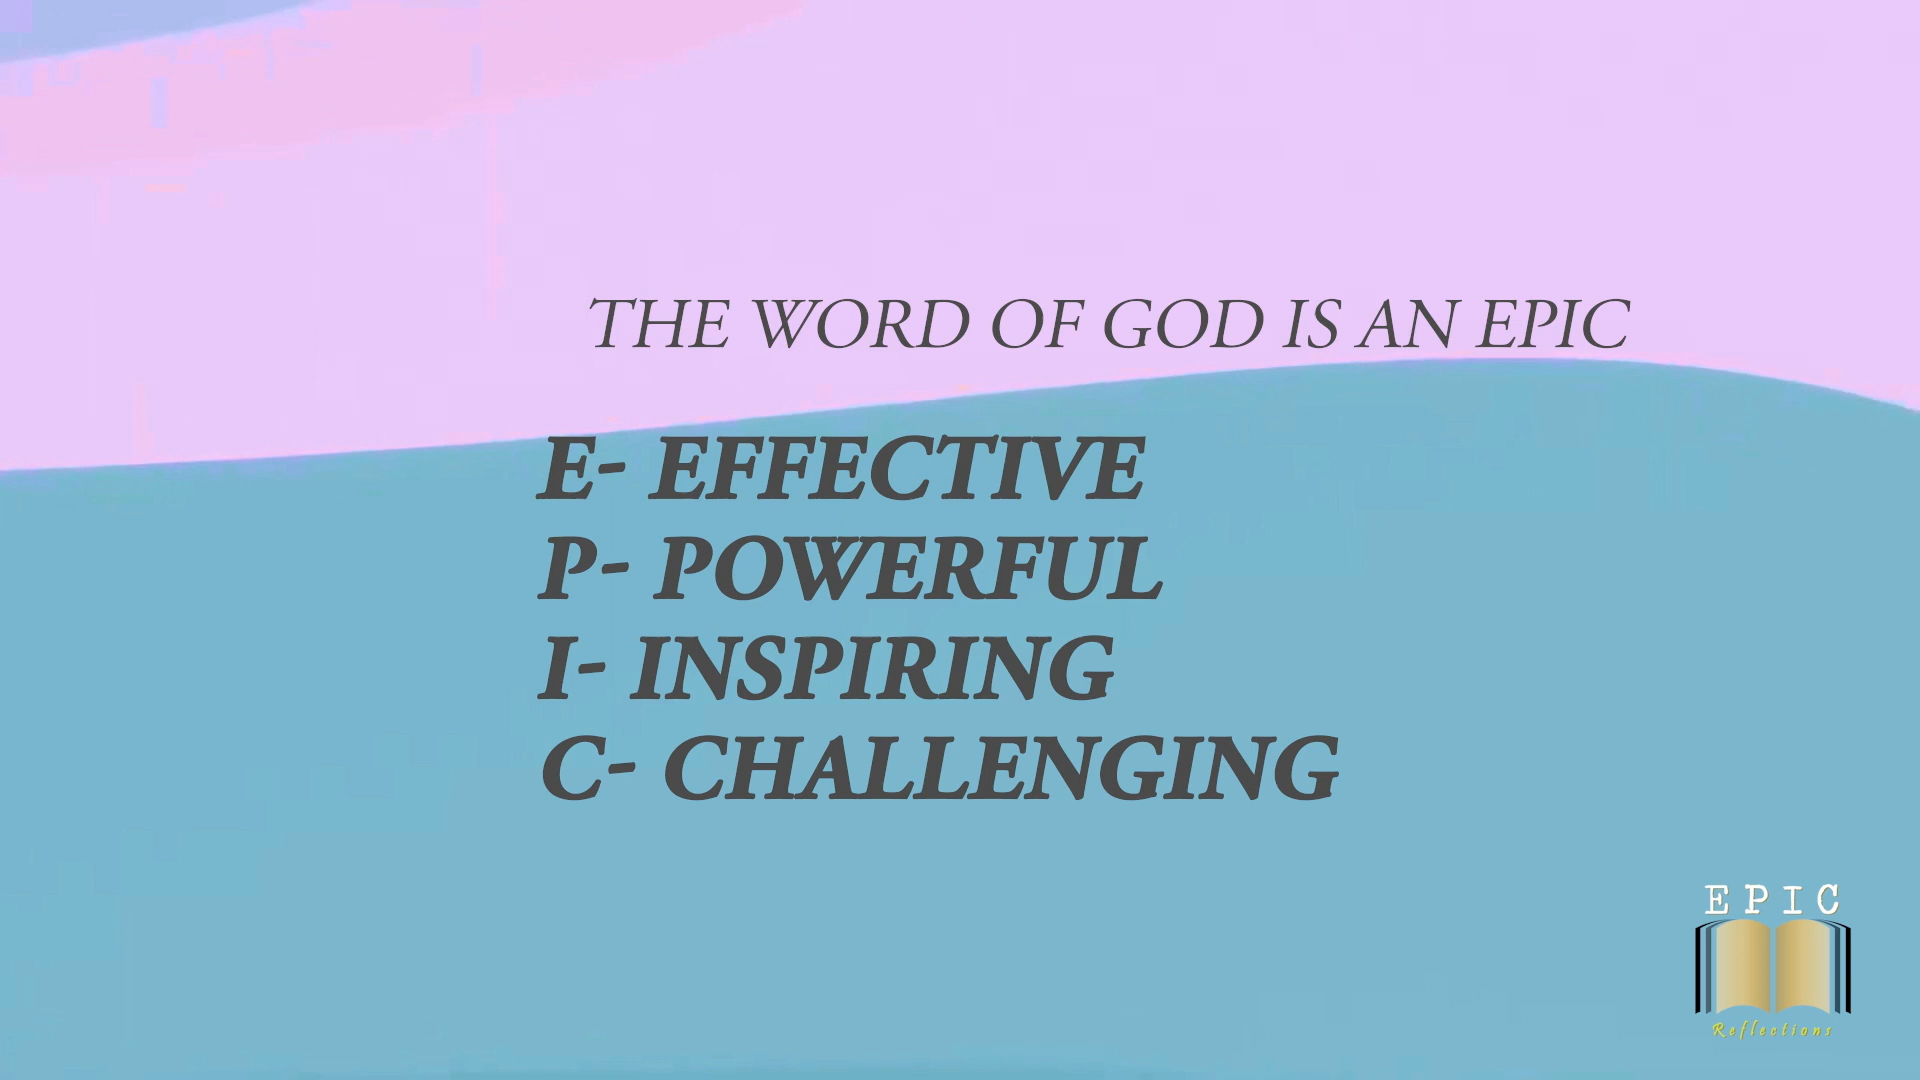 THE WORD OF GOD IS AN EPIC
E- EFFECTIVE
P- POWERFUL
I- INSPIRING
C- CHALLENGING
EPIC
Reflections